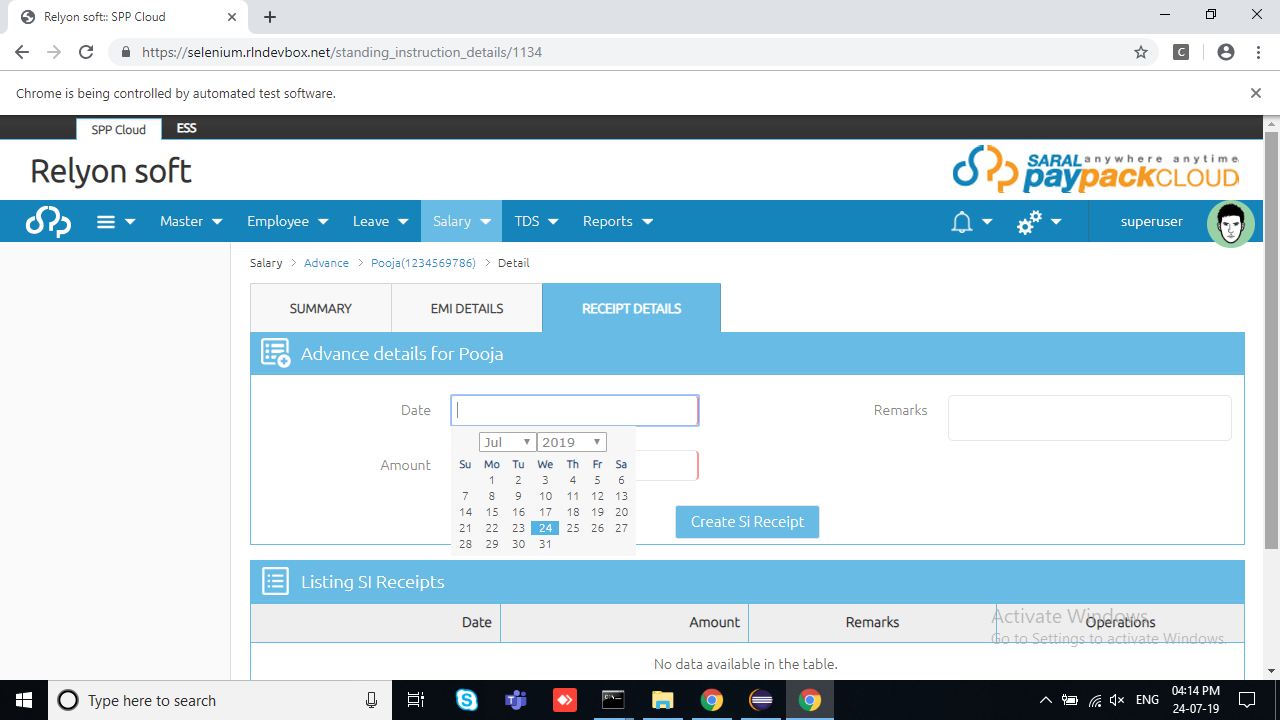 Relyon soft:: SPP Cloud
https://selenium.rlndevbox.net/standing_instruction_details/1134
C
Chrome is being controlled by automated test software.
SPP Cloud ESS
Relyon soft
SARAL anywhere anytime
paypackCLOUD
Master Employee Leave Salary TDS Reports superuser
Salary > Advance > Pooja(1234569786) > Detail
SUMMARY EMI DETAILS RECEIPT DETAILS
Advance details for Pooja
Date Remarks
Jul 2019
Amount
Su Mo Tu We Th Fr Sa
1 2 3 4 5 6
7 8 9 10 11 12 13
14 15 16 17 18 19 20
21 22 23 24 25 26 27
28 29 30 31
Create Si Receipt
Listing SI Receipts
Date Amount Remarks Operations
Activate Windows
Go to Settings to activate Windows.
No data available in the table.
Type here to search
ENG
04:14 PM
24-07-19